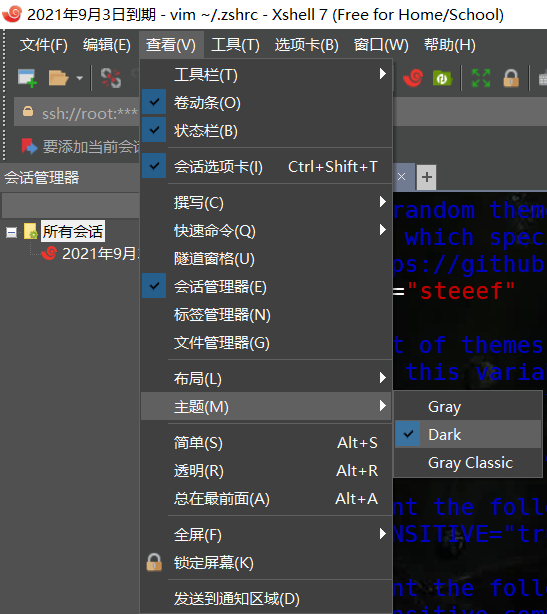 2021年9月3日到期 - vim ~/.zshrc - Xshell 7 (Free for Home/School)
文件(F) 编辑(E) 查看(V) 工具(T) 选项卡(B) 窗口(W) 帮助(H)
ssh://root:***
要添加当前会
会话管理器
所有会话
2021年9月3
工具栏(T)
卷动条(O)
状态栏(B)
会话选项卡(I) Ctrl+Shift+T
撰写(C)
快速命令(Q)
隧道窗格(U)
会话管理器(E)
标签管理器(N)
文件管理器(G)
布局(L)
主题(M)
简单(S) Alt+S
透明(R) Alt+R
总在最前面(A) Alt+A
全屏(F)
锁定屏幕(K)
发送到通知区域(D)
Gray
Dark
Gray Classic
random them
which spec
ps://github
="steeef"
t of themes
this varia
nt the foll
NSITIVE="tr
nt the foll